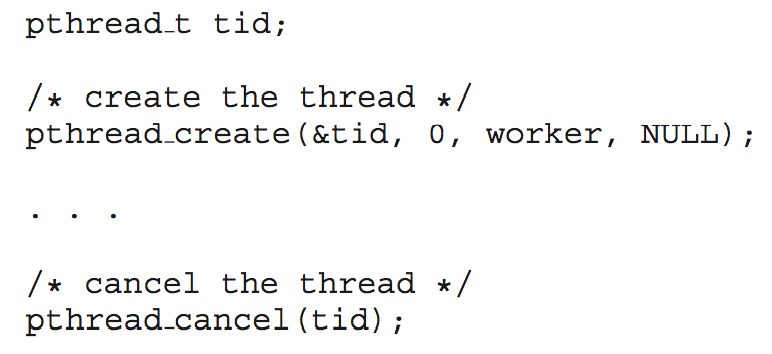 pthread_t tid;
/* create the thread */
pthread_create(&tid, 0, worker, NULL);
. . .
/* cancel the thread */
pthread_cancel(tid);